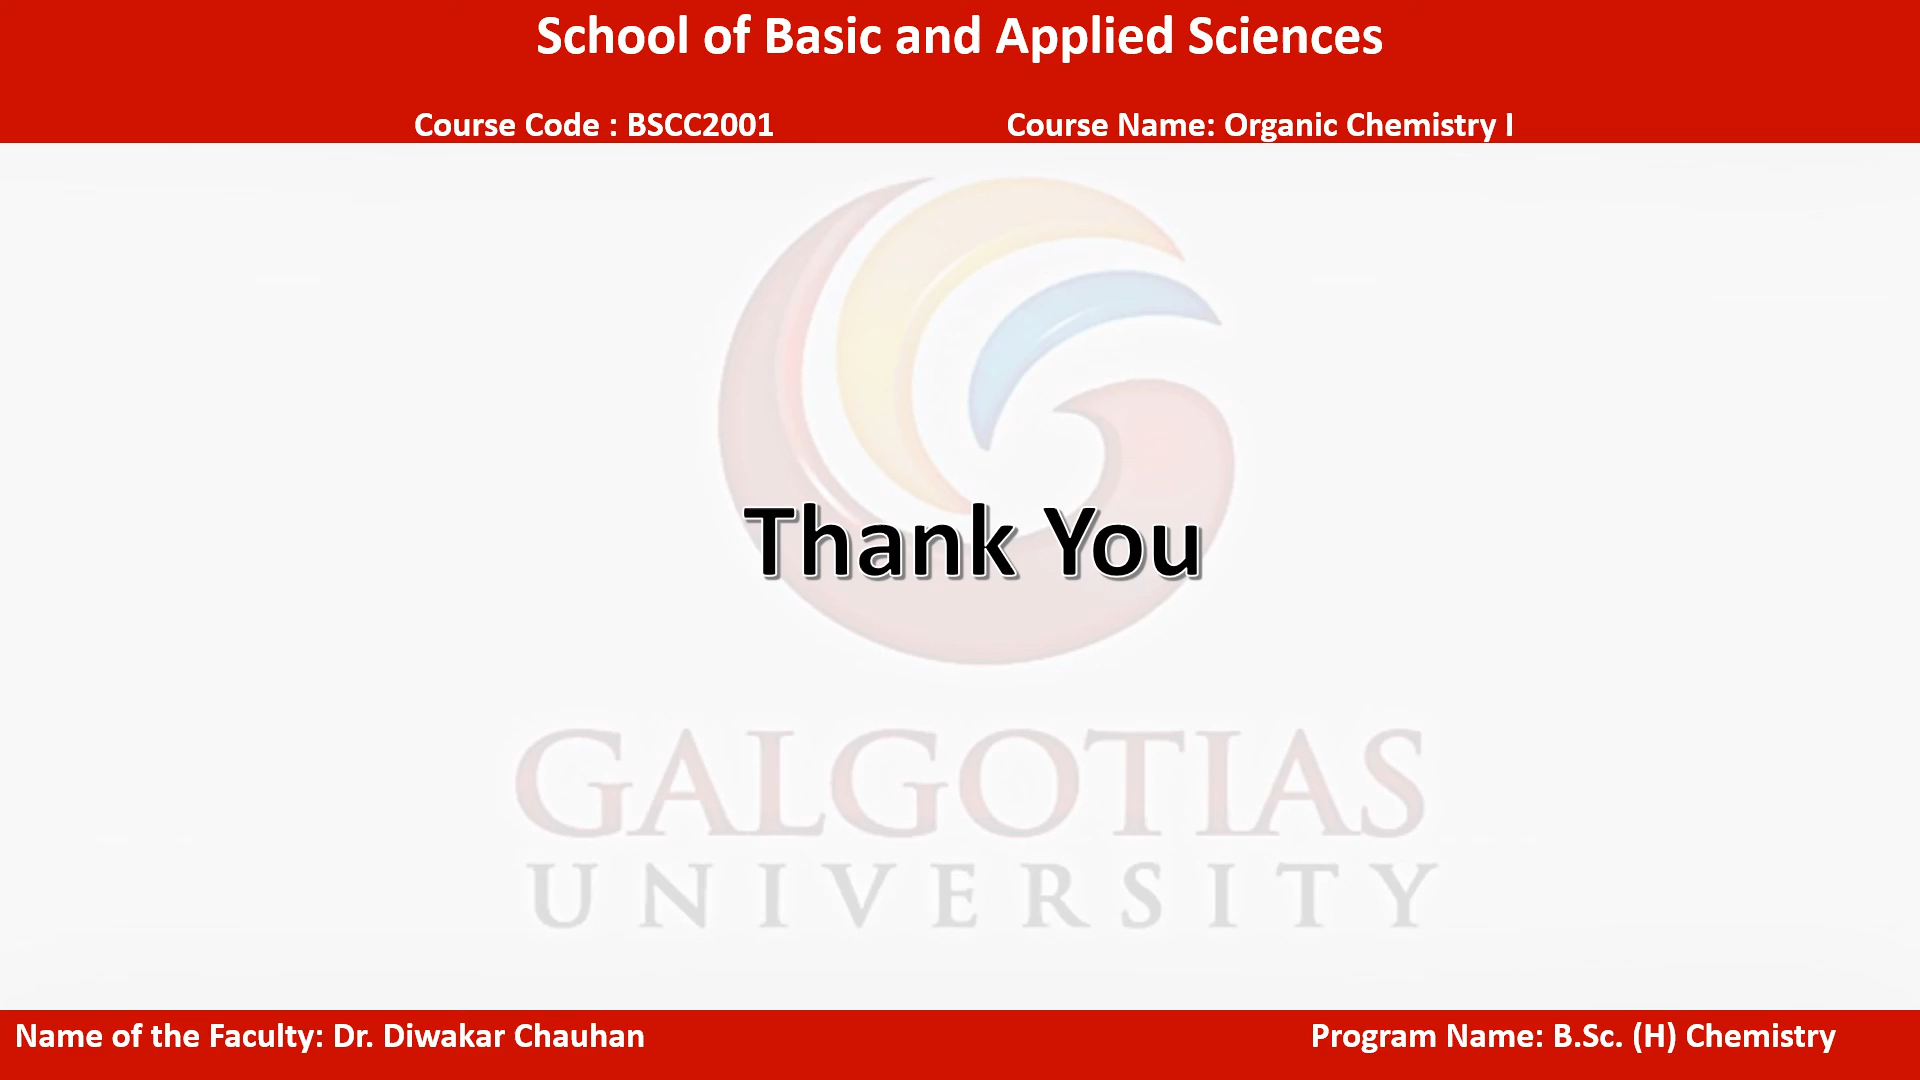 School of Basic and Applied Sciences
Course Code : BSCC2001 Course Name: Organic Chemistry I
Thank You
GALGOTIAS
UNIVERSITY
Name of the Faculty: Dr. Diwakar Chauhan Program Name: B.Sc. (H) Chemistry